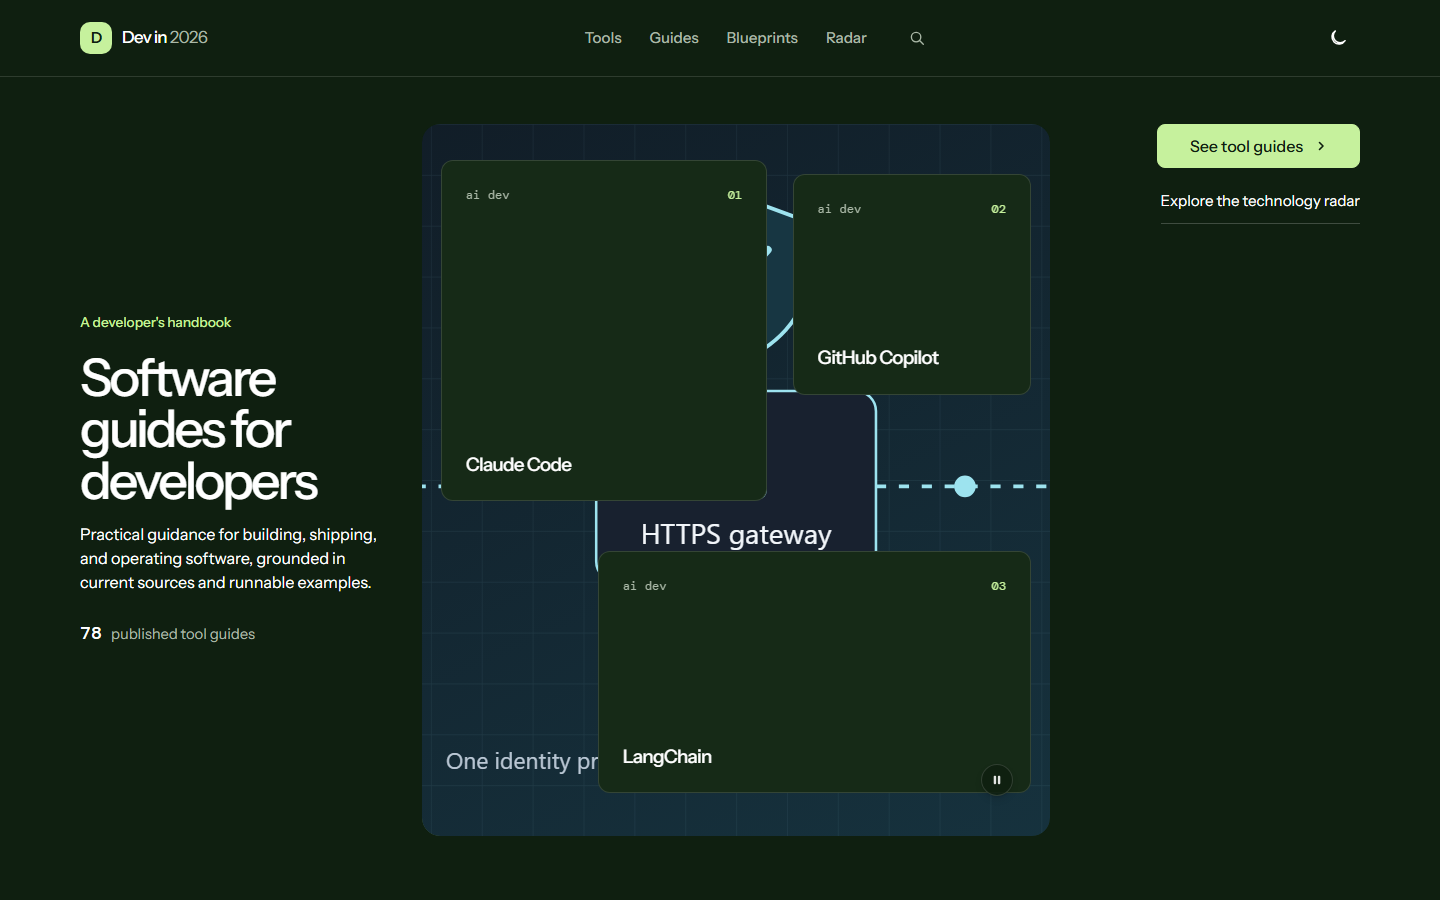 D Dev in 2026
Tools Guides Blueprints Radar
A developer's handbook
Software
guides for
developers
Practical guidance for building, shipping,
and operating software, grounded in
current sources and runnable examples.
78 published tool guides
ai dev 01
Claude Code
ai dev 02
GitHub Copilot
HTTPS gateway
ai dev 03
LangChain
One identity pr
See tool guides
Explore the technology radar